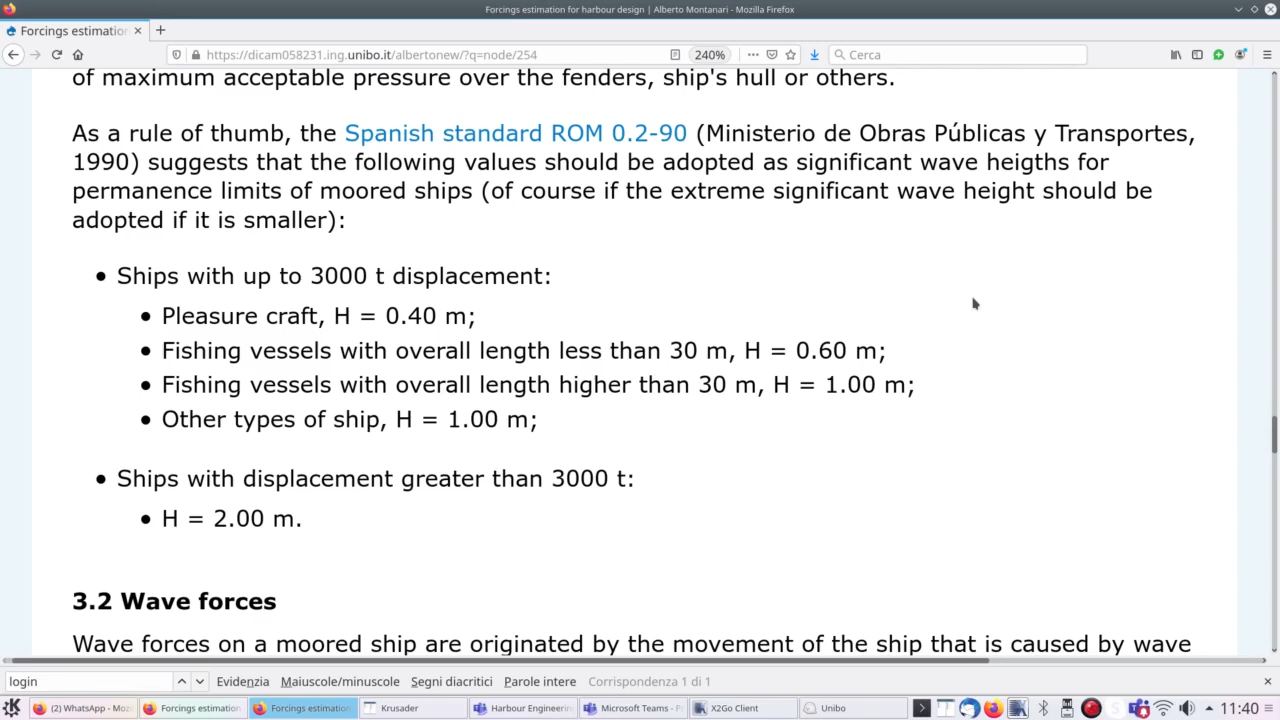 Forcings estimation for harbour design | Alberto Montanari - Mozilla Firefox
Forcings estimation
https://dicam058231.ing.unibo.it/albertonew/?q=node/254
240%
Cerca
of maximum acceptable pressure over the fenders, ship's hull or others.
As a rule of thumb, the Spanish standard ROM 0.2-90 (Ministerio de Obras Públicas y Transportes,
1990) suggests that the following values should be adopted as significant wave heigths for
permanence limits of moored ships (of course if the extreme significant wave height should be
adopted if it is smaller):
• Ships with up to 3000 t displacement:
• Pleasure craft, H = 0.40 m;
• Fishing vessels with overall length less than 30 m, H = 0.60 m;
• Fishing vessels with overall length higher than 30 m, H = 1.00 m;
• Other types of ship, H = 1.00 m;
• Ships with displacement greater than 3000 t:
• H = 2.00 m.
3.2 Wave forces
Wave forces on a moored ship are originated by the movement of the ship that is caused by wave
login Evidenzia Maiuscole/minuscole Segni diacritici Parole intere Corrispondenza 1 di 1
(2) WhatsApp - Moz Forcings estimation Forcings estimation Krusader Harbour Engineerin Microsoft Teams - Pr X2Go Client Unibo 11:40